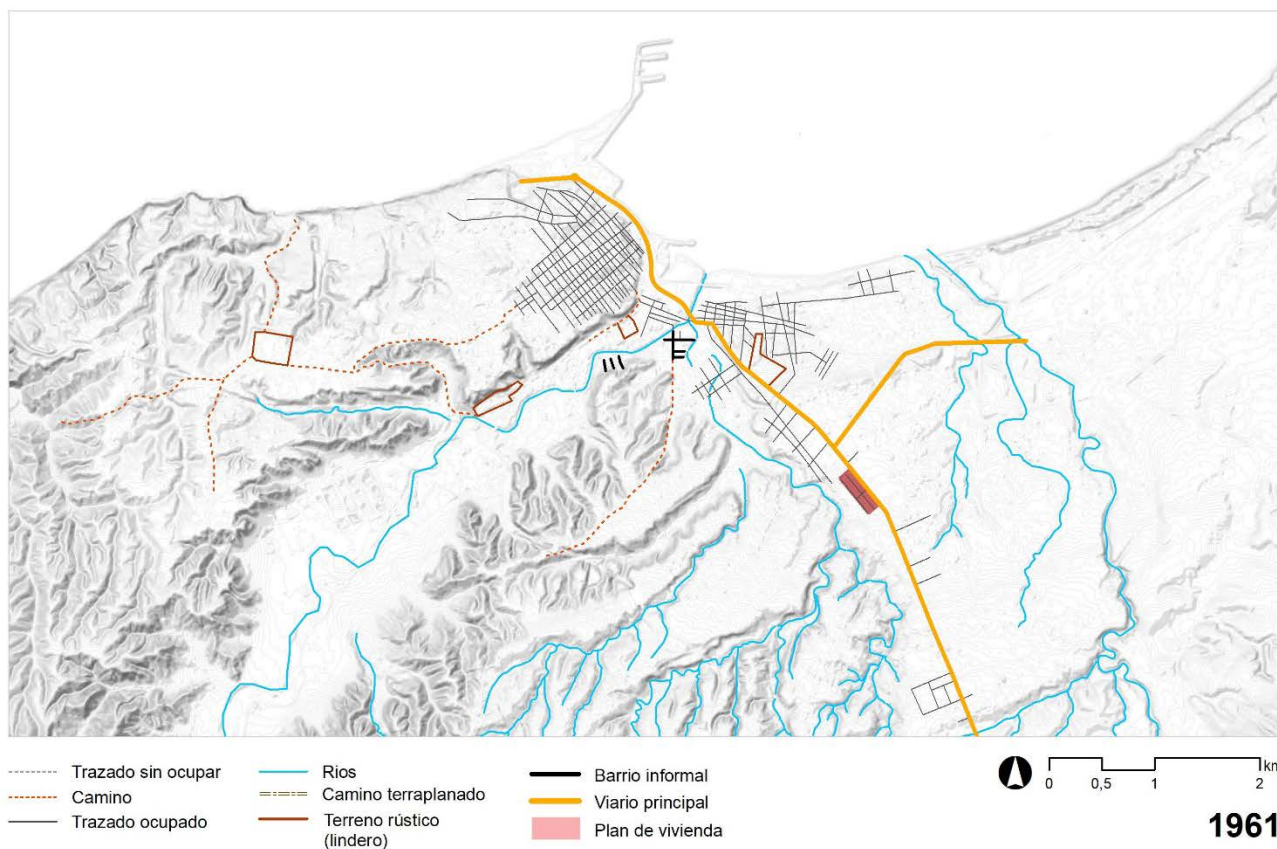 Trazado sin ocupar
Camino
Trazado ocupado
Rios
Camino terraplanado
Terreno rústico
(lindero)
Barrio informal
Viario principal
Plan de vivienda
0 0,5 1 2
km
1961